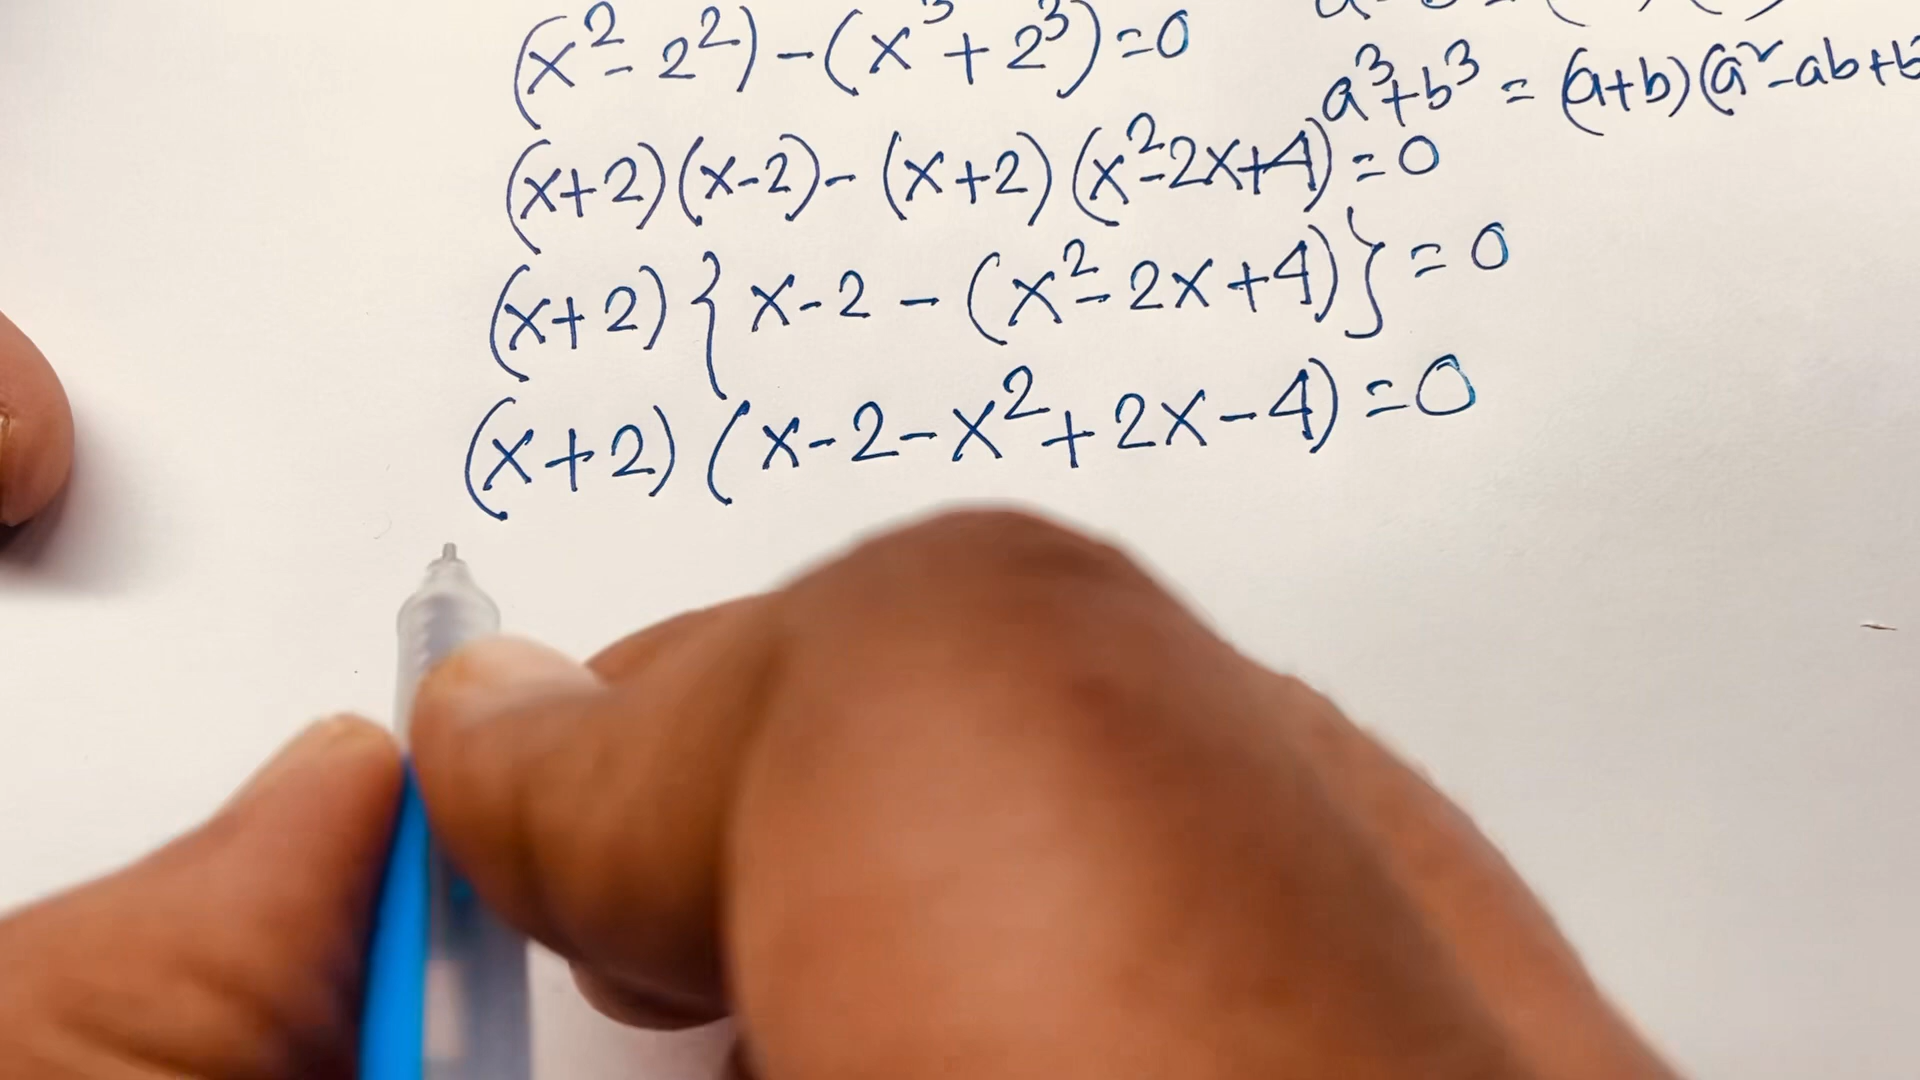 (x²-2²)-(x³+2³)=0
a³+b³ = (a+b)(a²-ab+b
(x+2)(x-2)-(x+2)(x²-2x+4)=0
(x+2){x-2-(x²-2x+4)}=0
(x+2)(x-2-x²+2x-4)=0